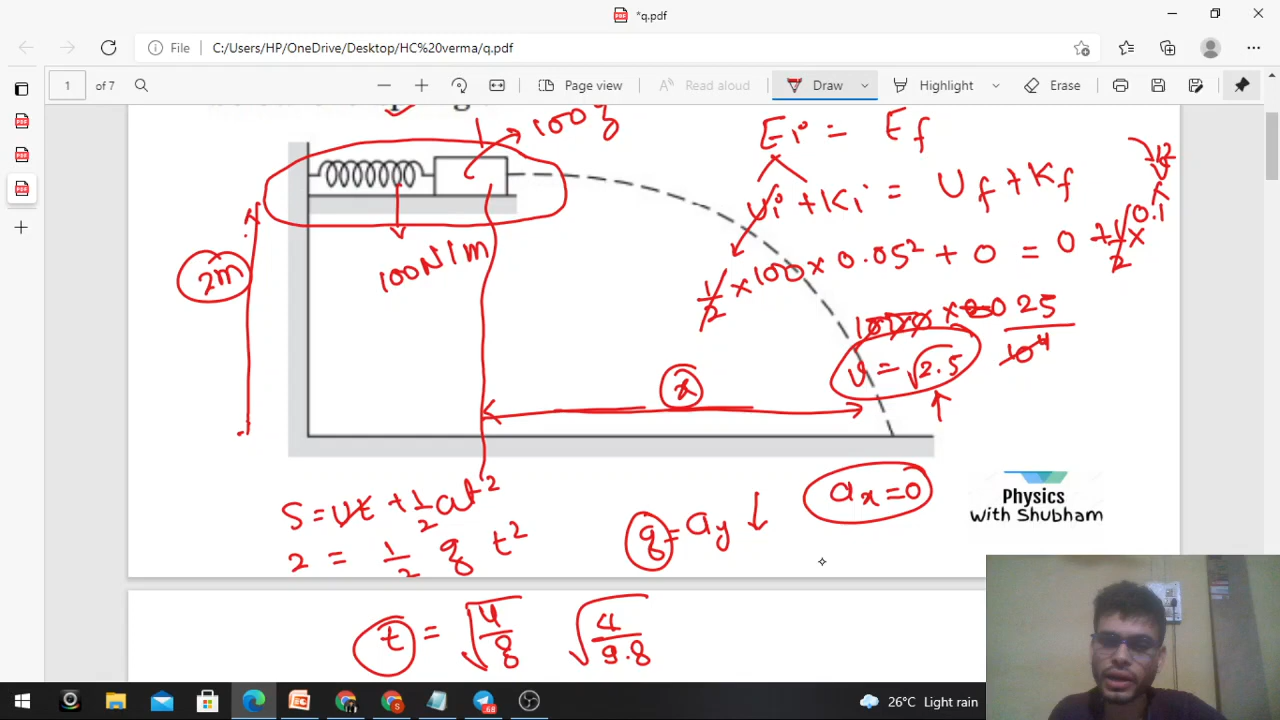 *q.pdf
File C:/Users/HP/OneDrive/Desktop/HC%20verma/q.pdf
1 of 7 Page view Read aloud Draw Highlight Erase
100g
Ei = Ef
Ui + Ki = Uf + Kf
1/2 × 100 × 0.05² + 0 = 0 + 1/2 × 0.1
100N/m
2m
25
10⁴
v = √2.5
x
ax = 0
S = ut + 1/2 at²
g = ay ↓
2 = 1/2 g t²
t = √4/g √4/9.8
Physics
With Shubham
.68
26°C Light rain